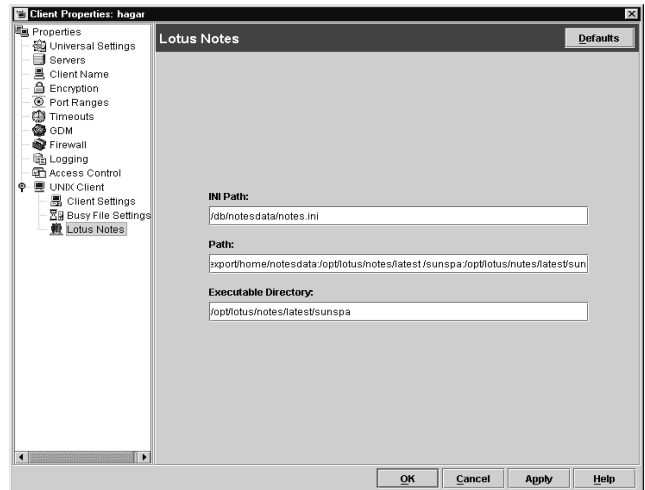 Client Properties: hagar
Properties
Universal Settings
Servers
Client Name
Encryption
Port Ranges
Timeouts
GDM
Firewall
Logging
Access Control
UNIX Client
Client Settings
Busy File Settings
Lotus Notes
Lotus Notes
Defaults
INI Path:
/db/notesdata/notes.ini
Path:
export/home/notesdata:/opt/lotus/notes/latest /sunspa:/opt/lotus/nutes/latest/sun
Executable Directory:
/opt/lotus/notes/latest/sunspa
OK Cancel Apply Help